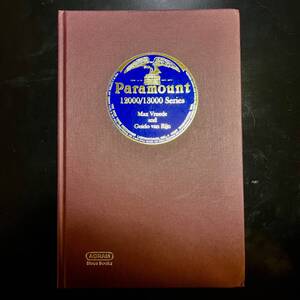 Paramount
12000/13000 Series
Max Vreede
and
Guido van Rijn
AGRAM
Blues Books